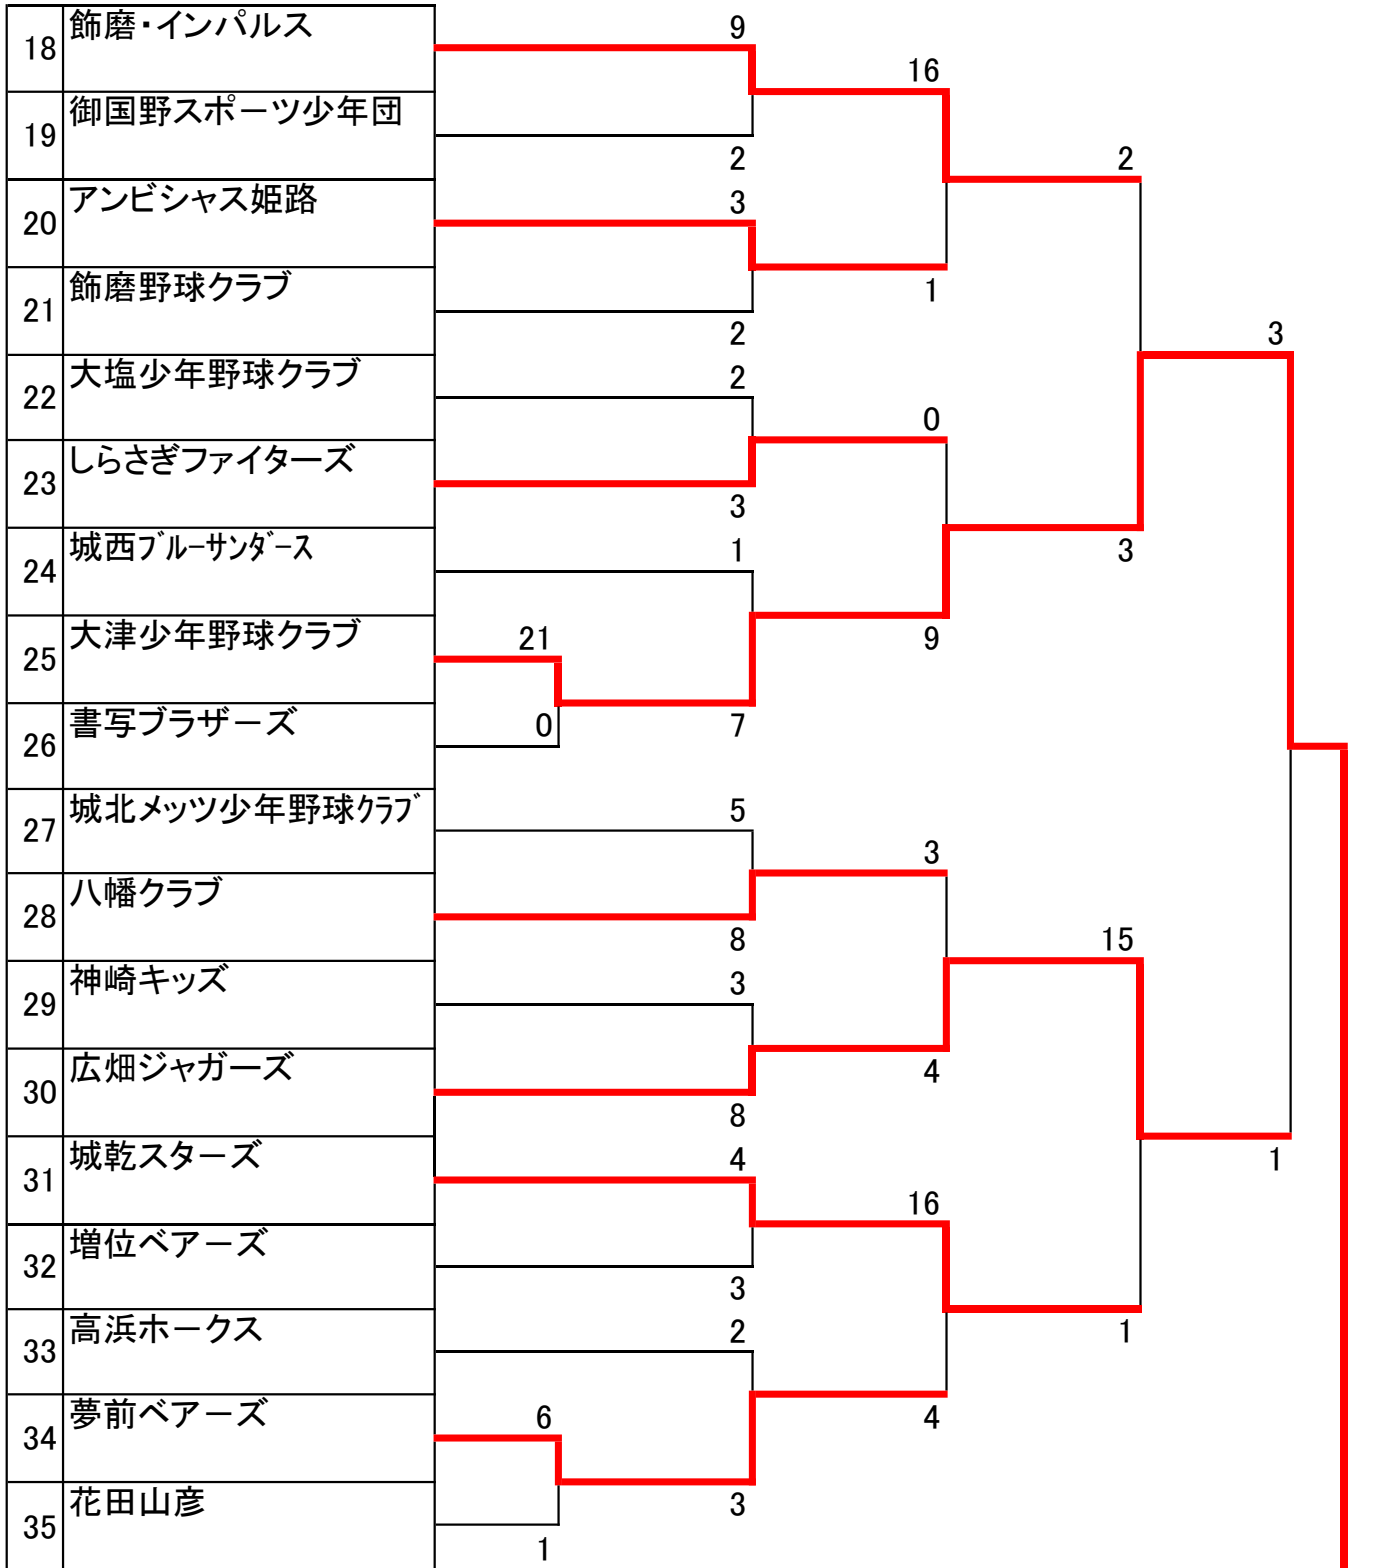 18 飾磨・インパルス 9
16
19 御国野スポーツ少年団 2
2
20 アンビシャス姫路 3
1
21 飾磨野球クラブ 2
3
22 大塩少年野球クラブ 2
0
23 しらさぎファイターズ 3
3
24 城西ブルーサンダース 1
9
25 大津少年野球クラブ 21
7
26 書写ブラザーズ 0
27 城北メッツ少年野球クラブ 5
3
28 八幡クラブ 8
15
29 神崎キッズ 3
4
30 広畑ジャガーズ 8
1
31 城乾スターズ 4
16
32 増位ベアーズ 3
1
33 高浜ホークス 2
4
34 夢前ベアーズ 6
3
35 花田山彦 1